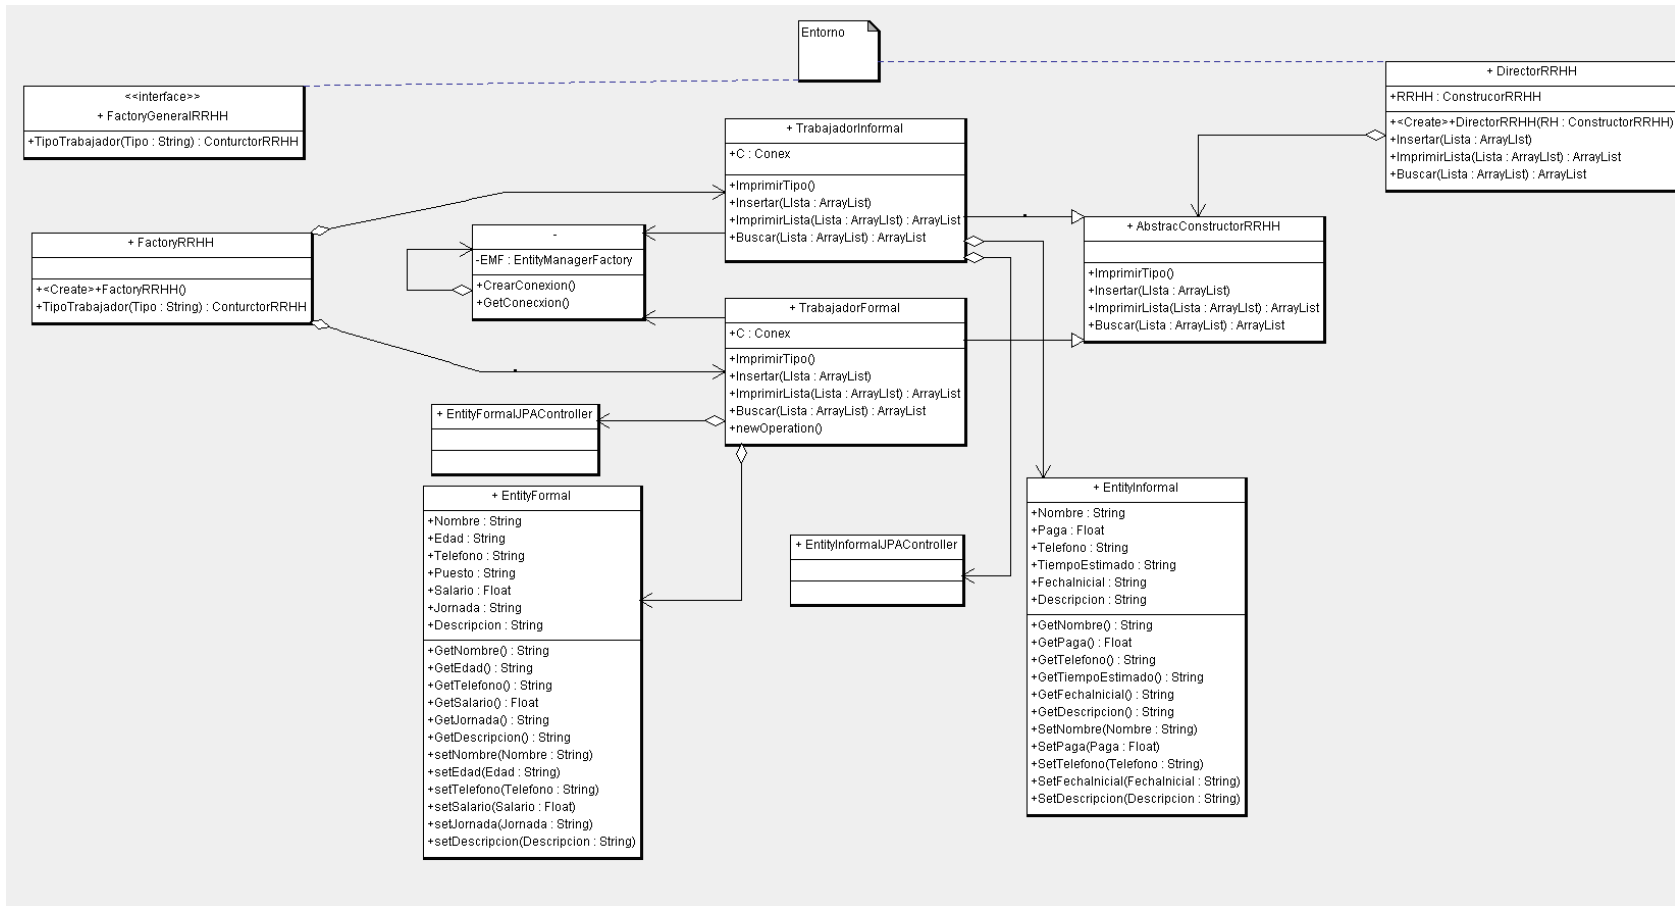 Entorno
<<interface>>
+ FactoryGeneralRRHH
+TipoTrabajador(Tipo : String) : ConturctorRRHH
+ DirectorRRHH
+RRHH : ConstrucorRRHH
+<Create>+DirectorRRHH(RH : ConstructorRRHH)
+Insertar(Lista : ArrayLIst)
+ImprimirLista(Lista : ArrayLIst) : ArrayList
+Buscar(Lista : ArrayList) : ArrayList
+ TrabajadorInformal
+C : Conex
+ImprimirTipo()
+Insertar(LIsta : ArrayList)
+ImprimirLista(Lista : ArrayLIst) : ArrayList
+Buscar(Lista : ArrayList) : ArrayList
+ FactoryRRHH
+<Create>+FactoryRRHH()
+TipoTrabajador(Tipo : String) : ConturctorRRHH
-
-EMF : EntityManagerFactory
+CrearConexion()
+GetConecxion()
+ AbstracConstructorRRHH
+ImprimirTipo()
+Insertar(LIsta : ArrayList)
+ImprimirLista(Lista : ArrayLIst) : ArrayList
+Buscar(Lista : ArrayList) : ArrayList
+ TrabajadorFormal
+C : Conex
+ImprimirTipo()
+Insertar(LIsta : ArrayList)
+ImprimirLista(Lista : ArrayLIst) : ArrayList
+Buscar(Lista : ArrayList) : ArrayList
+newOperation()
+ EntityFormalJPAController
+ EntityFormal
+Nombre : String
+Edad : String
+Telefono : String
+Puesto : String
+Salario : Float
+Jornada : String
+Descripcion : String
+GetNombre() : String
+GetEdad() : String
+GetTelefono() : String
+GetSalario() : Float
+GetJornada() : String
+GetDescripcion() : String
+setNombre(Nombre : String)
+setEdad(Edad : String)
+setTelefono(Telefono : String)
+setSalario(Salario : Float)
+setJornada(Jornada : String)
+setDescripcion(Descripcion : String)
+ EntityInformalJPAController
+ EntityInformal
+Nombre : String
+Paga : Float
+Telefono : String
+TiempoEstimado : String
+FechaInicial : String
+Descripcion : String
+GetNombre() : String
+GetPaga() : Float
+GetTelefono() : String
+GetTiempoEstimado() : String
+GetFechaInicial() : String
+GetDescripcion() : String
+SetNombre(Nombre : String)
+SetPaga(Paga : Float)
+SetTelefono(Telefono : String)
+SetFechaInicial(FechaInicial : String)
+SetDescripcion(Descripcion : String)